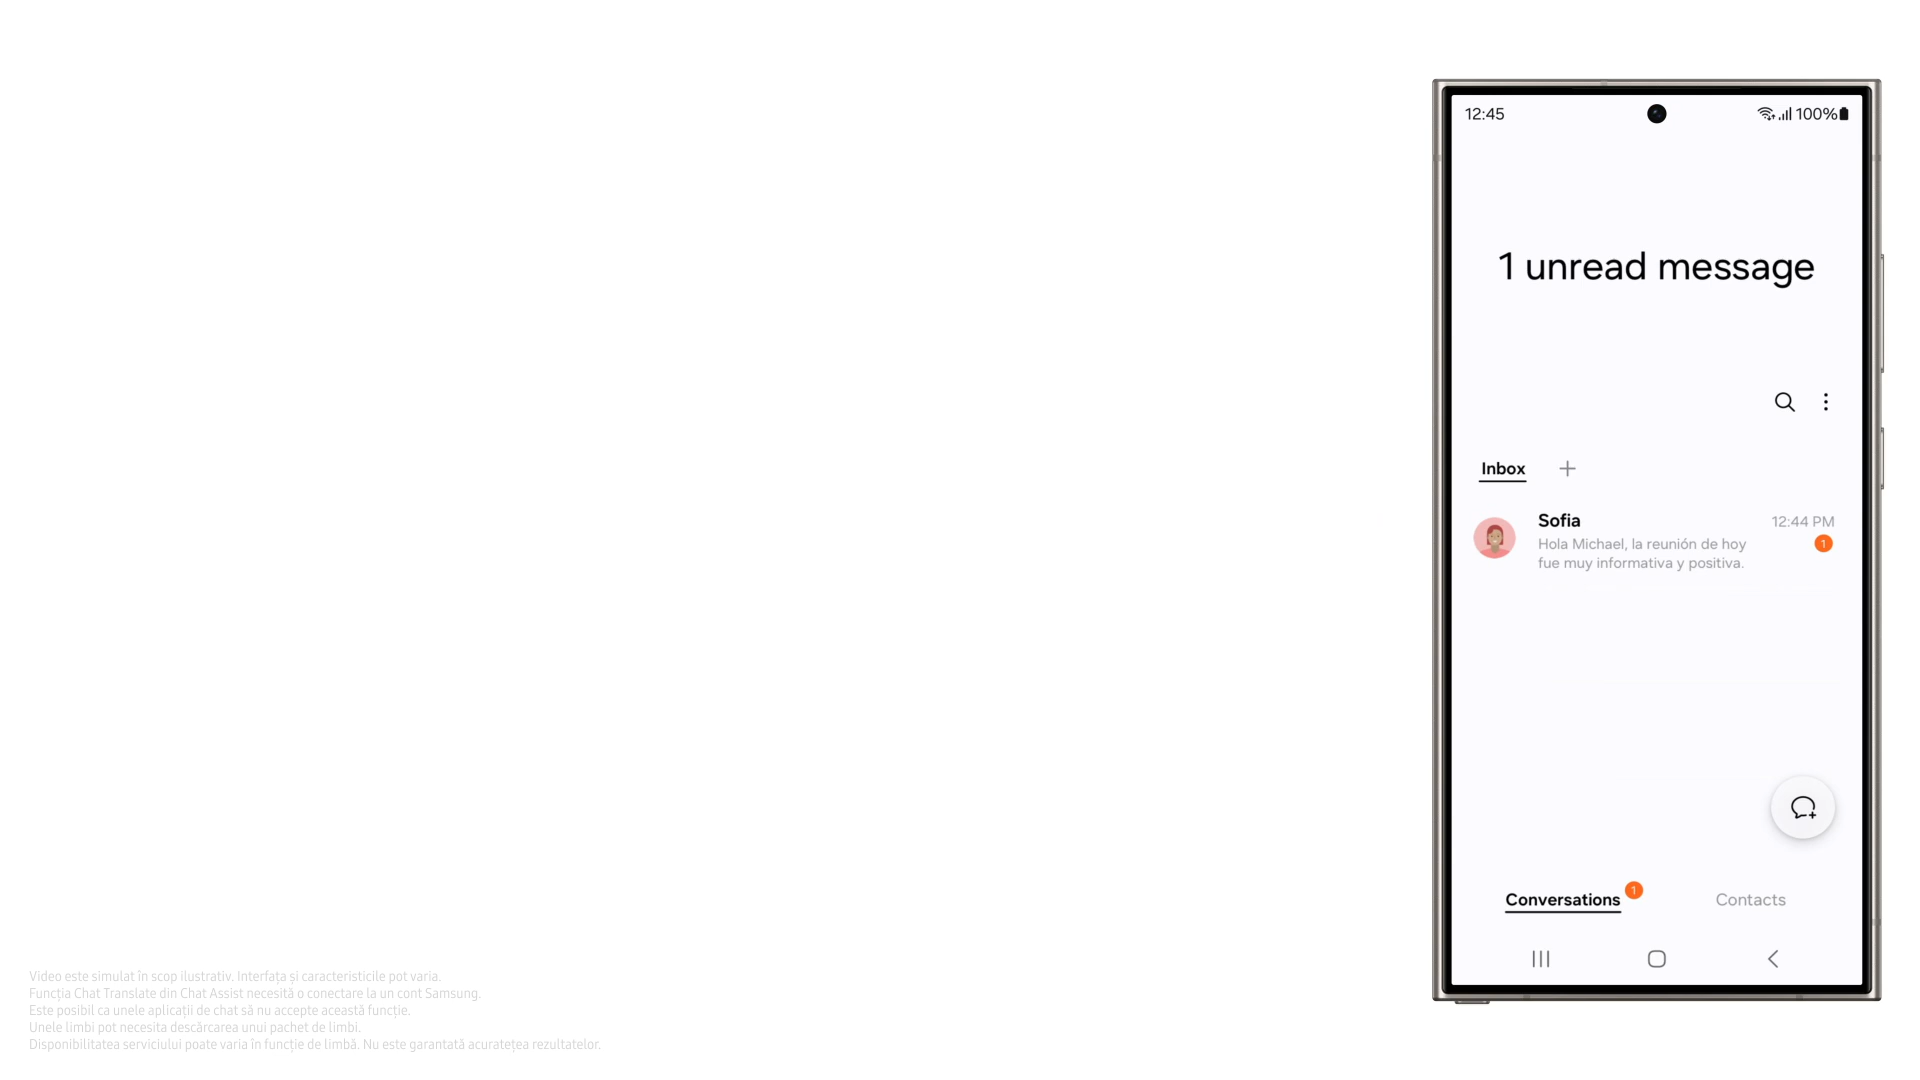 12:45
100%
1 unread message
Inbox
Sofia
12:44 PM
Hola Michael, la reunión de hoy
1
fue muy informativa y positiva.
Conversations
1
Contacts
Video este simulat în scop ilustrativ. Interfața și caracteristicile pot varia.
Funcția Chat Translate din Chat Assist necesită o conectare la un cont Samsung.
Este posibil ca unele aplicații de chat să nu accepte această funcție.
Unele limbi pot necesita descărcarea unui pachet de limbi.
Disponibilitatea serviciului poate varia în funcție de limbă. Nu este garantată acuratețea rezultatelor.